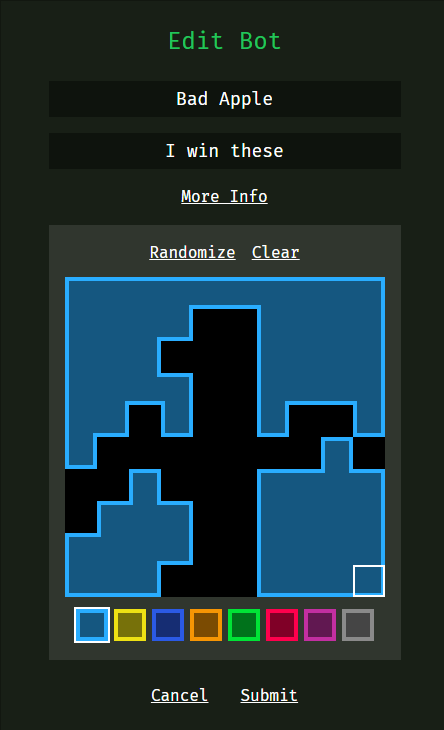 Edit Bot
Bad Apple
I win these
More Info
Randomize Clear
Cancel Submit